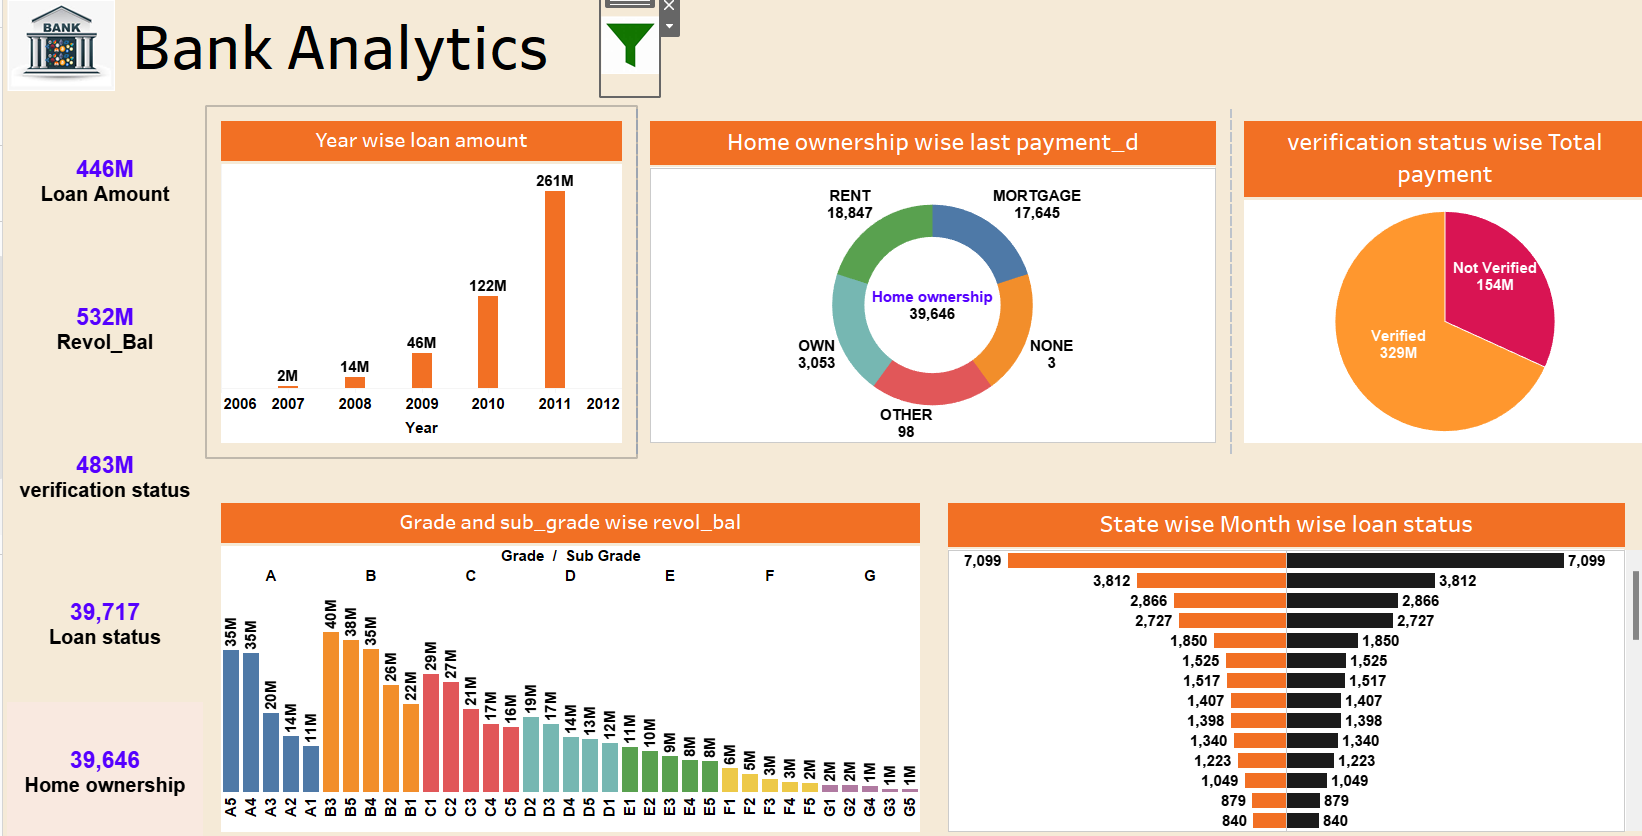 BANK
Bank Analytics
446M
Loan Amount
532M
Revol_Bal
483M
verification status
39,717
Loan status
39,646
Home ownership
Year wise loan amount
261M
122M
46M
14M
2M
2006 2007 2008 2009 2010 2011 2012
Year
Home ownership wise last payment_d
RENT
18,847
MORTGAGE
17,645
Home ownership
39,646
OWN
3,053
NONE
3
OTHER
98
verification status wise Total
payment
Not Verified
154M
Verified
329M
Grade and sub_grade wise revol_bal
Grade / Sub Grade
A B C D E F G
35M 35M 20M 14M 11M 40M 38M 35M 26M 22M 29M 27M 21M 17M 16M 19M 17M 14M 13M 12M 11M 10M 9M 8M 8M 6M 5M 3M 3M 2M 2M 2M 1M 1M 1M
A5 A4 A3 A2 A1 B3 B5 B4 B2 B1 C1 C2 C3 C4 C5 D2 D3 D4 D5 D1 E1 E2 E3 E4 E5 F1 F2 F3 F4 F5 G1 G2 G4 G3 G5
State wise Month wise loan status
7,099 7,099
3,812 3,812
2,866 2,866
2,727 2,727
1,850 1,850
1,525 1,525
1,517 1,517
1,407 1,407
1,398 1,398
1,340 1,340
1,223 1,223
1,049 1,049
879 879
840 840